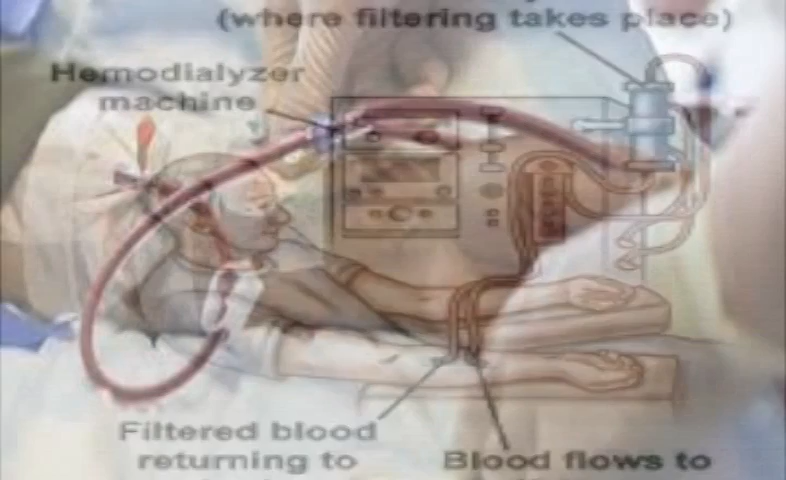 (where filtering takes place)
Hemodialyzer
machine
Filtered blood
returning to
Blood flows to